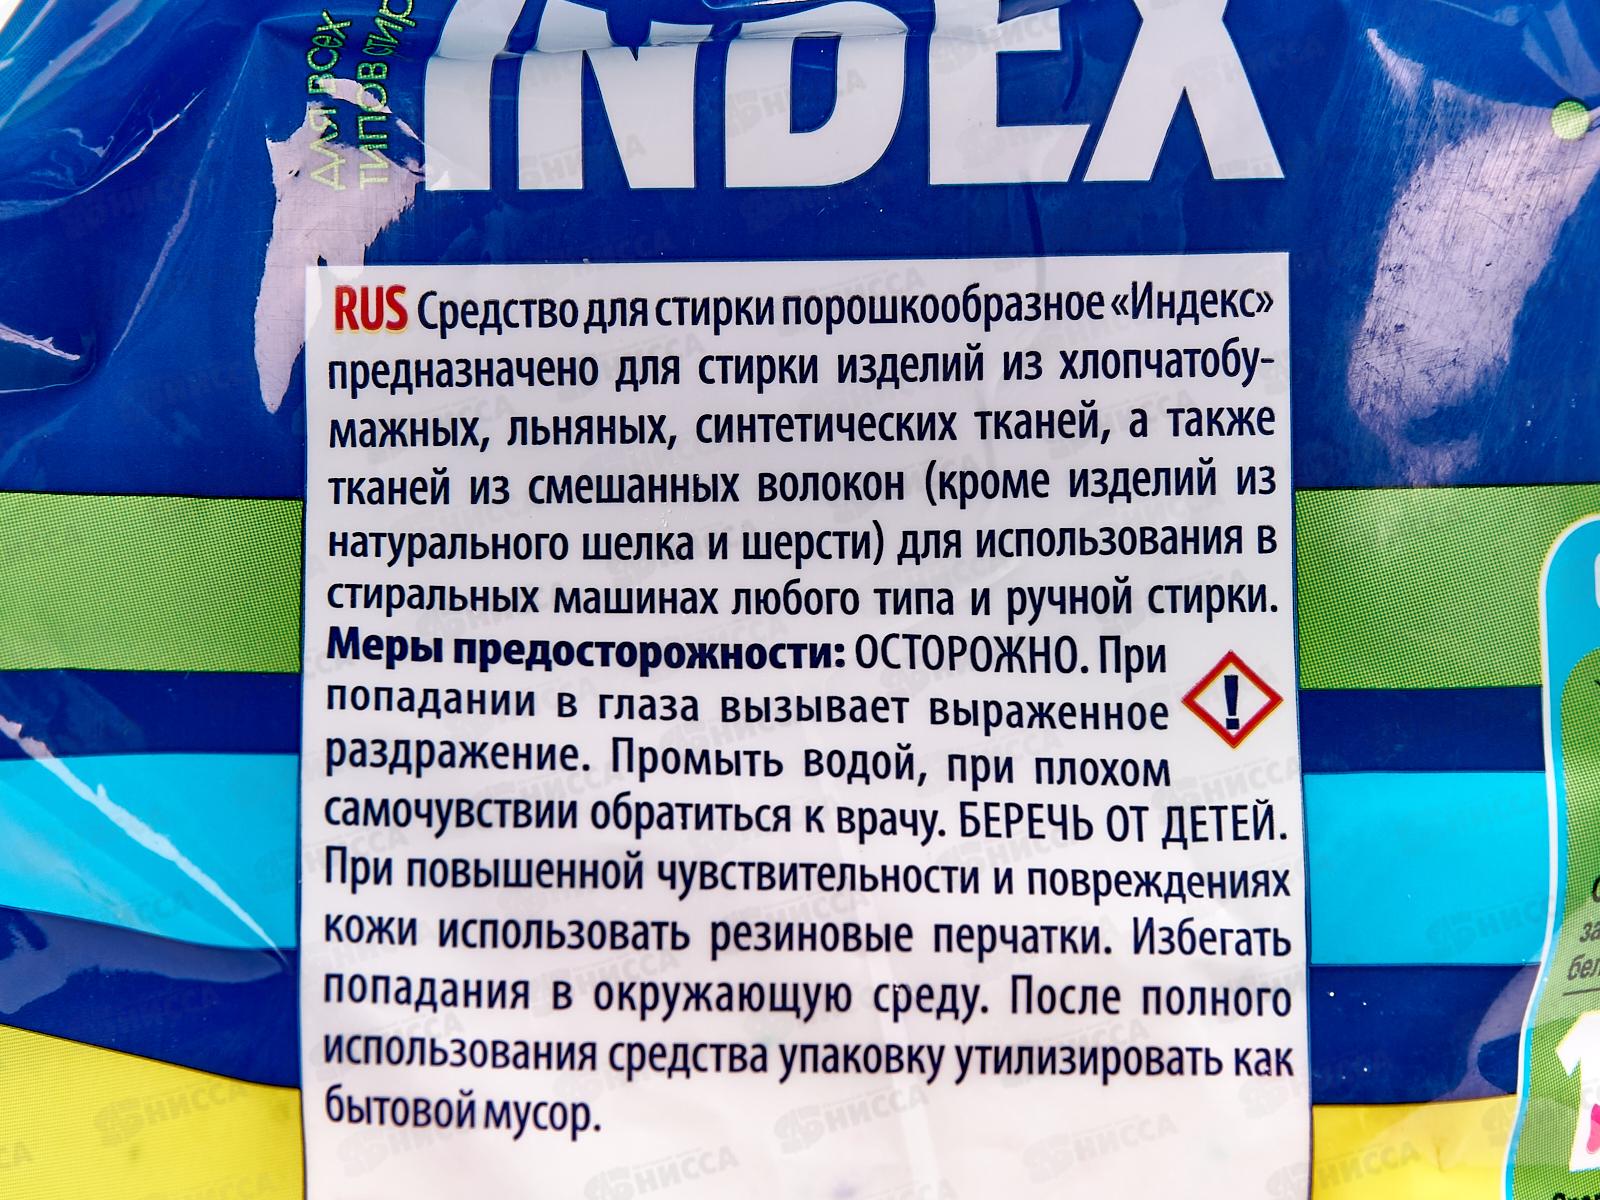 для всех
типов стир
INDEX
RUS Средство для стирки порошкообразное «Индекс»
предназначено для стирки изделий из хлопчатобу-
мажных, льняных, синтетических тканей, а также
тканей из смешанных волокон (кроме изделий из
натурального шелка и шерсти) для использования в
стиральных машинах любого типа и ручной стирки.
Меры предосторожности: ОСТОРОЖНО. При
попадании в глаза вызывает выраженное
раздражение. Промыть водой, при плохом
самочувствии обратиться к врачу. БЕРЕЧЬ ОТ ДЕТЕЙ.
При повышенной чувствительности и повреждениях
кожи использовать резиновые перчатки. Избегать
попадания в окружающую среду. После полного
использования средства упаковку утилизировать как
бытовой мусор.